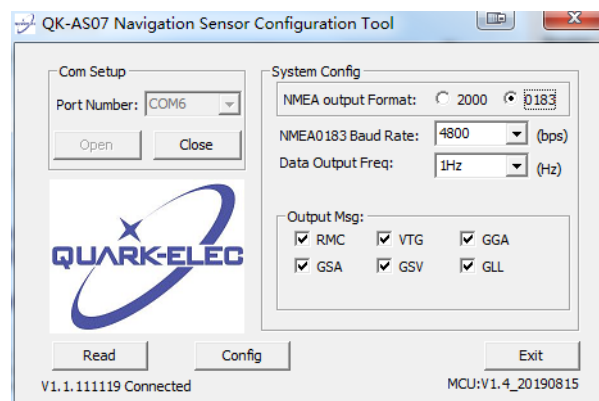 QK-AS07 Navigation Sensor Configuration Tool
Com Setup
Port Number: COM6
Open Close
QUARK-ELEC
System Config
NMEA output Format: 2000 0183
NMEA0183 Baud Rate: 4800 (bps)
Data Output Freq: 1Hz (Hz)
Output Msg:
RMC VTG GGA
GSA GSV GLL
Read Config Exit
V1.1.111119 Connected MCU:V1.4_20190815